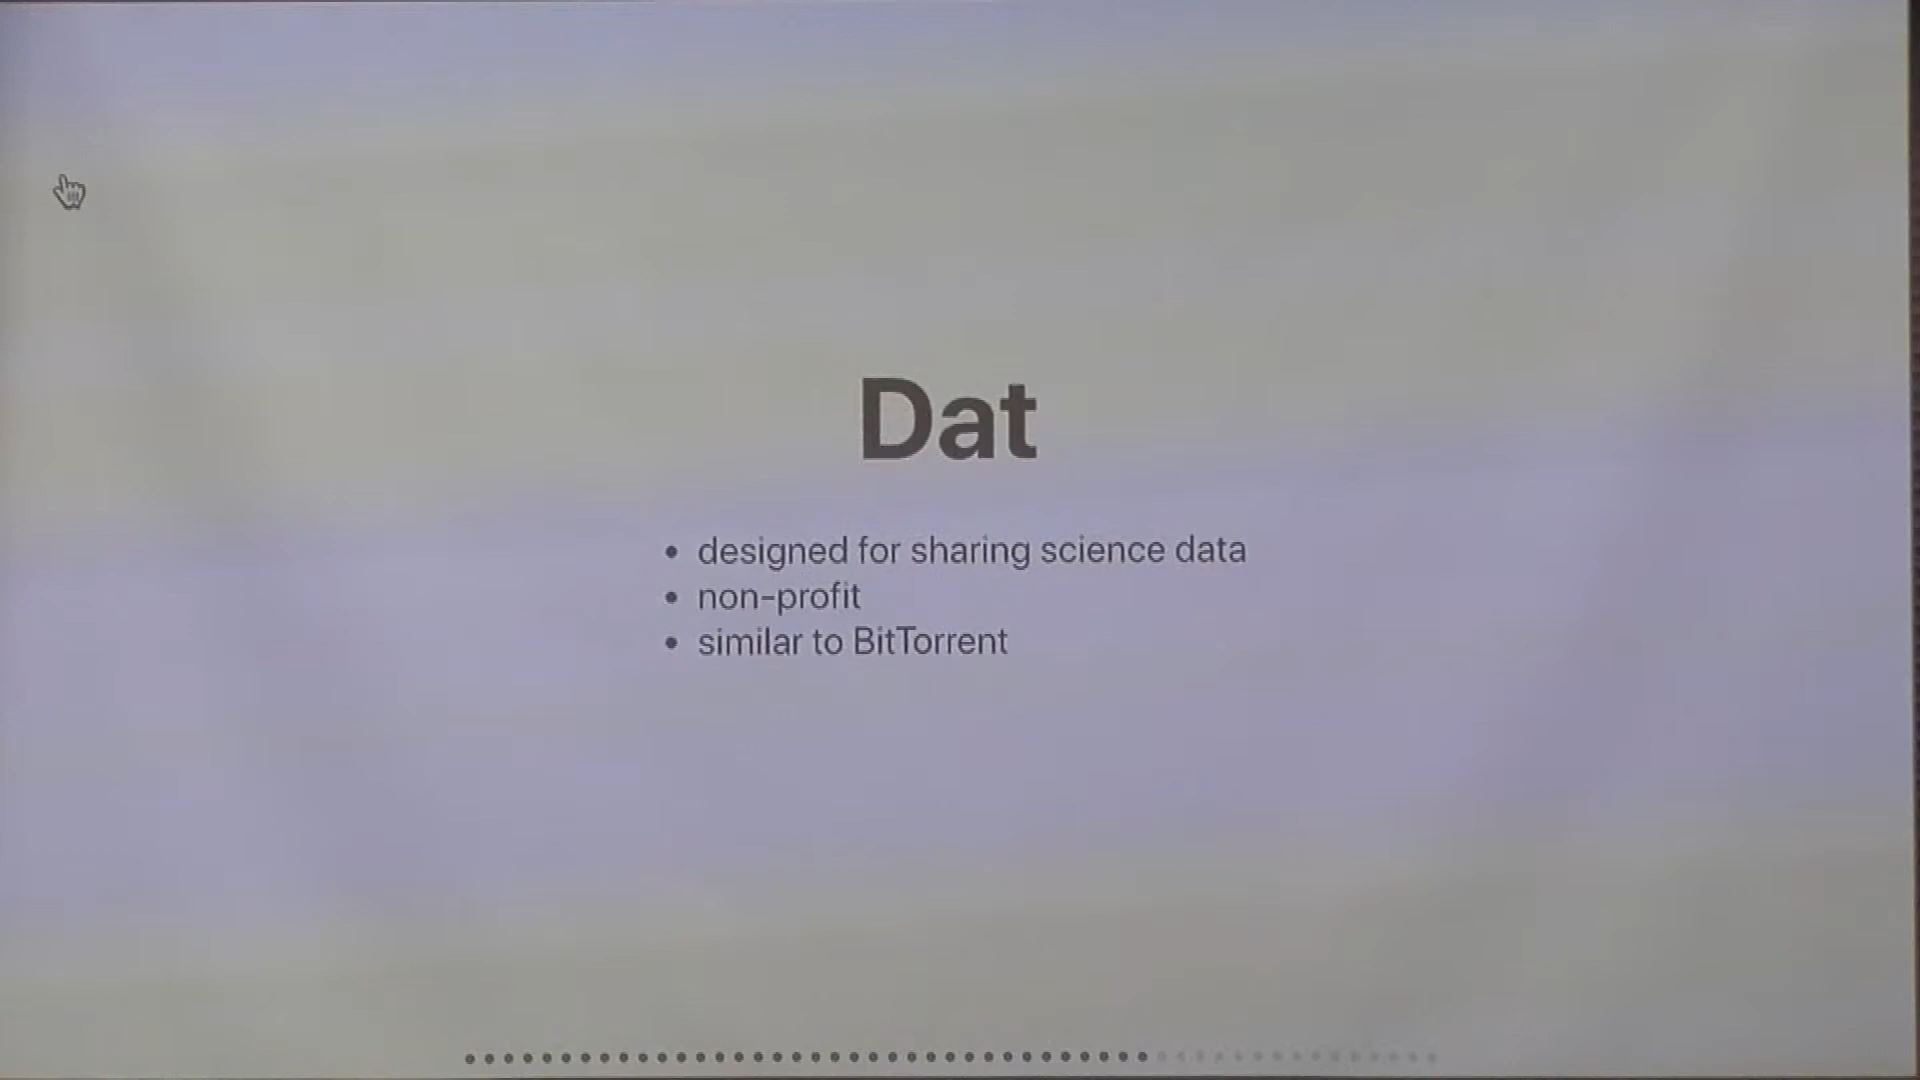 Dat
• designed for sharing science data
• non-profit
• similar to BitTorrent